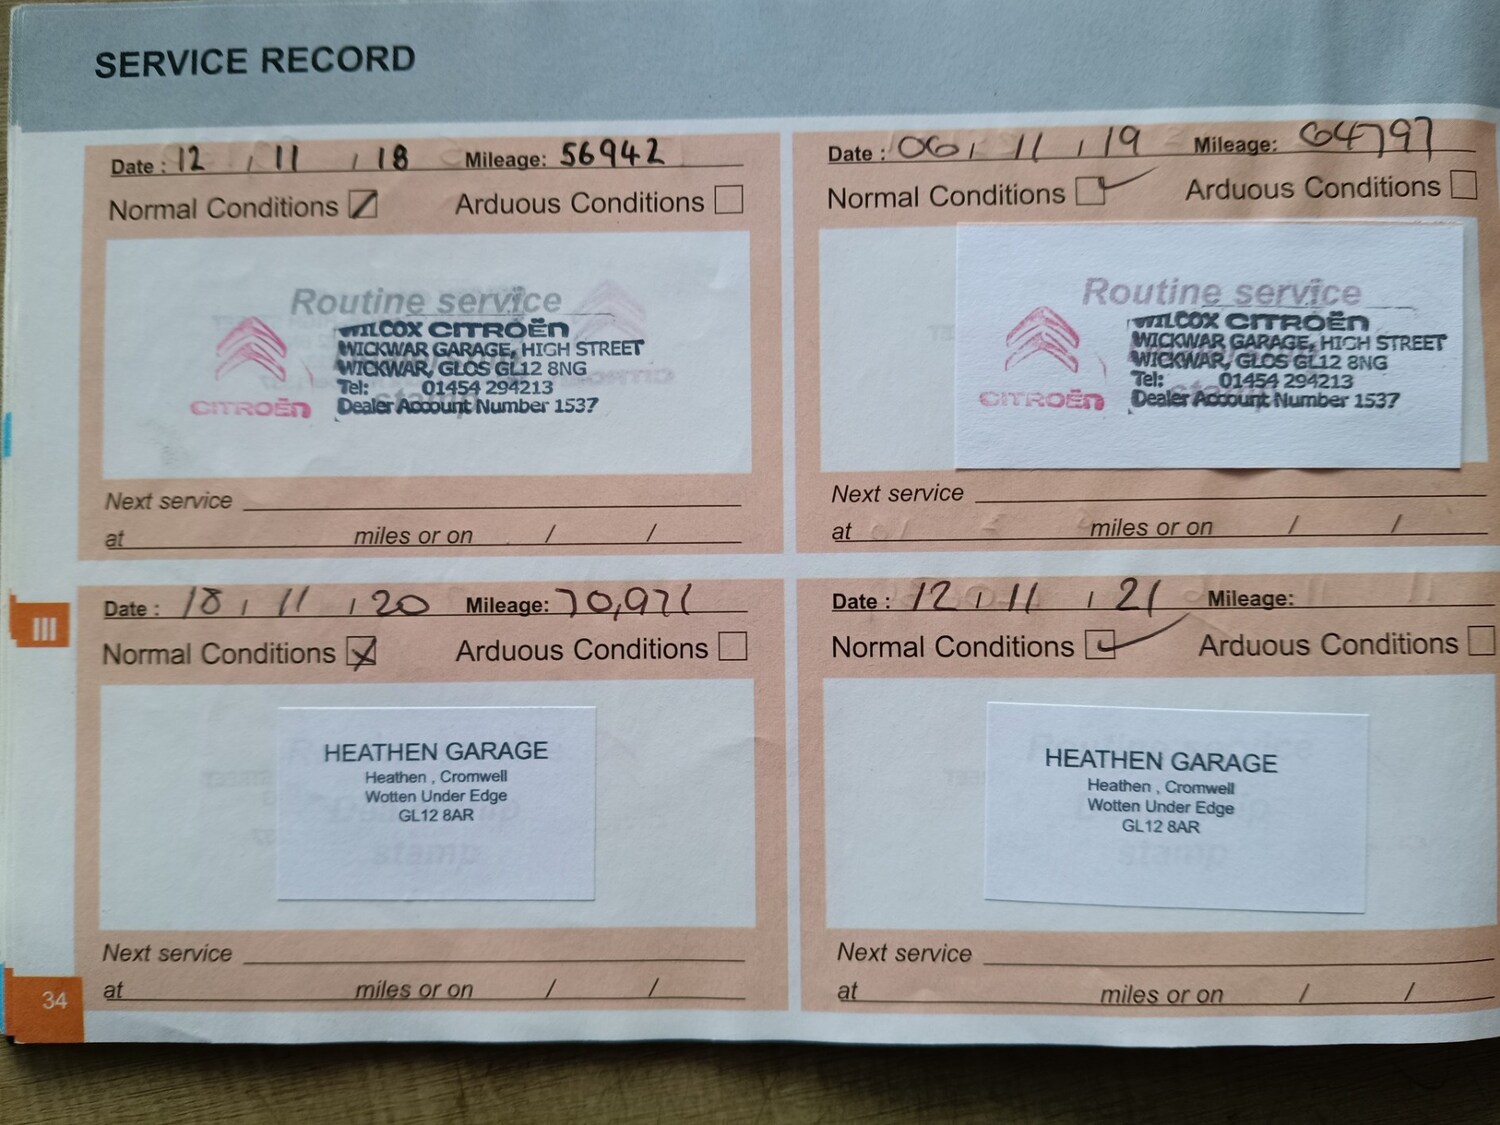 SERVICE RECORD
Date : 12 / 11 / 18 Mileage: 56942
Normal Conditions Arduous Conditions
Routine service
WILCOX CITROËN
WICKWAR GARAGE, HIGH STREET
WICKWAR, GLOS GL12 8NG
Tel: 01454 294213
Dealer Account Number 1537
CITROËN
stamp
Next service
at miles or on / /
Date : 06 / 11 / 19 Mileage: 64797
Normal Conditions Arduous Conditions
Routine service
WILCOX CITROËN
WICKWAR GARAGE, HIGH STREET
WICKWAR, GLOS GL12 8NG
Tel: 01454 294213
Dealer Account Number 1537
CITROËN
stamp
Next service
at miles or on / /
Date : 18 / 11 / 20 Mileage: 70,971
Normal Conditions Arduous Conditions
HEATHEN GARAGE
Heathen , Cromwell
Wotten Under Edge
GL12 8AR
stamp
Next service
at miles or on / /
Date : 12 / 11 / 21 Mileage:
Normal Conditions Arduous Conditions
HEATHEN GARAGE
Heathen , Cromwell
Wotten Under Edge
GL12 8AR
stamp
Next service
at miles or on / /
III
34